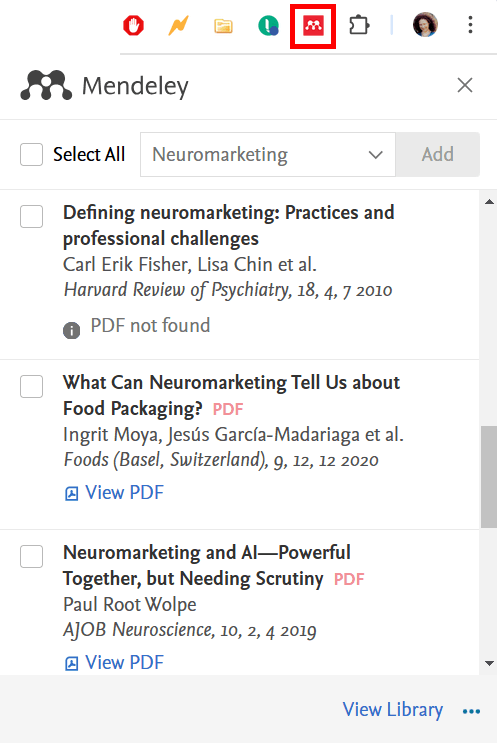 Mendeley
Select All
Neuromarketing
Add
Defining neuromarketing: Practices and
professional challenges
Carl Erik Fisher, Lisa Chin et al.
Harvard Review of Psychiatry, 18, 4, 7 2010
PDF not found
What Can Neuromarketing Tell Us about
Food Packaging? PDF
Ingrit Moya, Jesús García-Madariaga et al.
Foods (Basel, Switzerland), 9, 12, 12 2020
View PDF
Neuromarketing and AI—Powerful
Together, but Needing Scrutiny PDF
Paul Root Wolpe
AJOB Neuroscience, 10, 2, 4 2019
View PDF
View Library